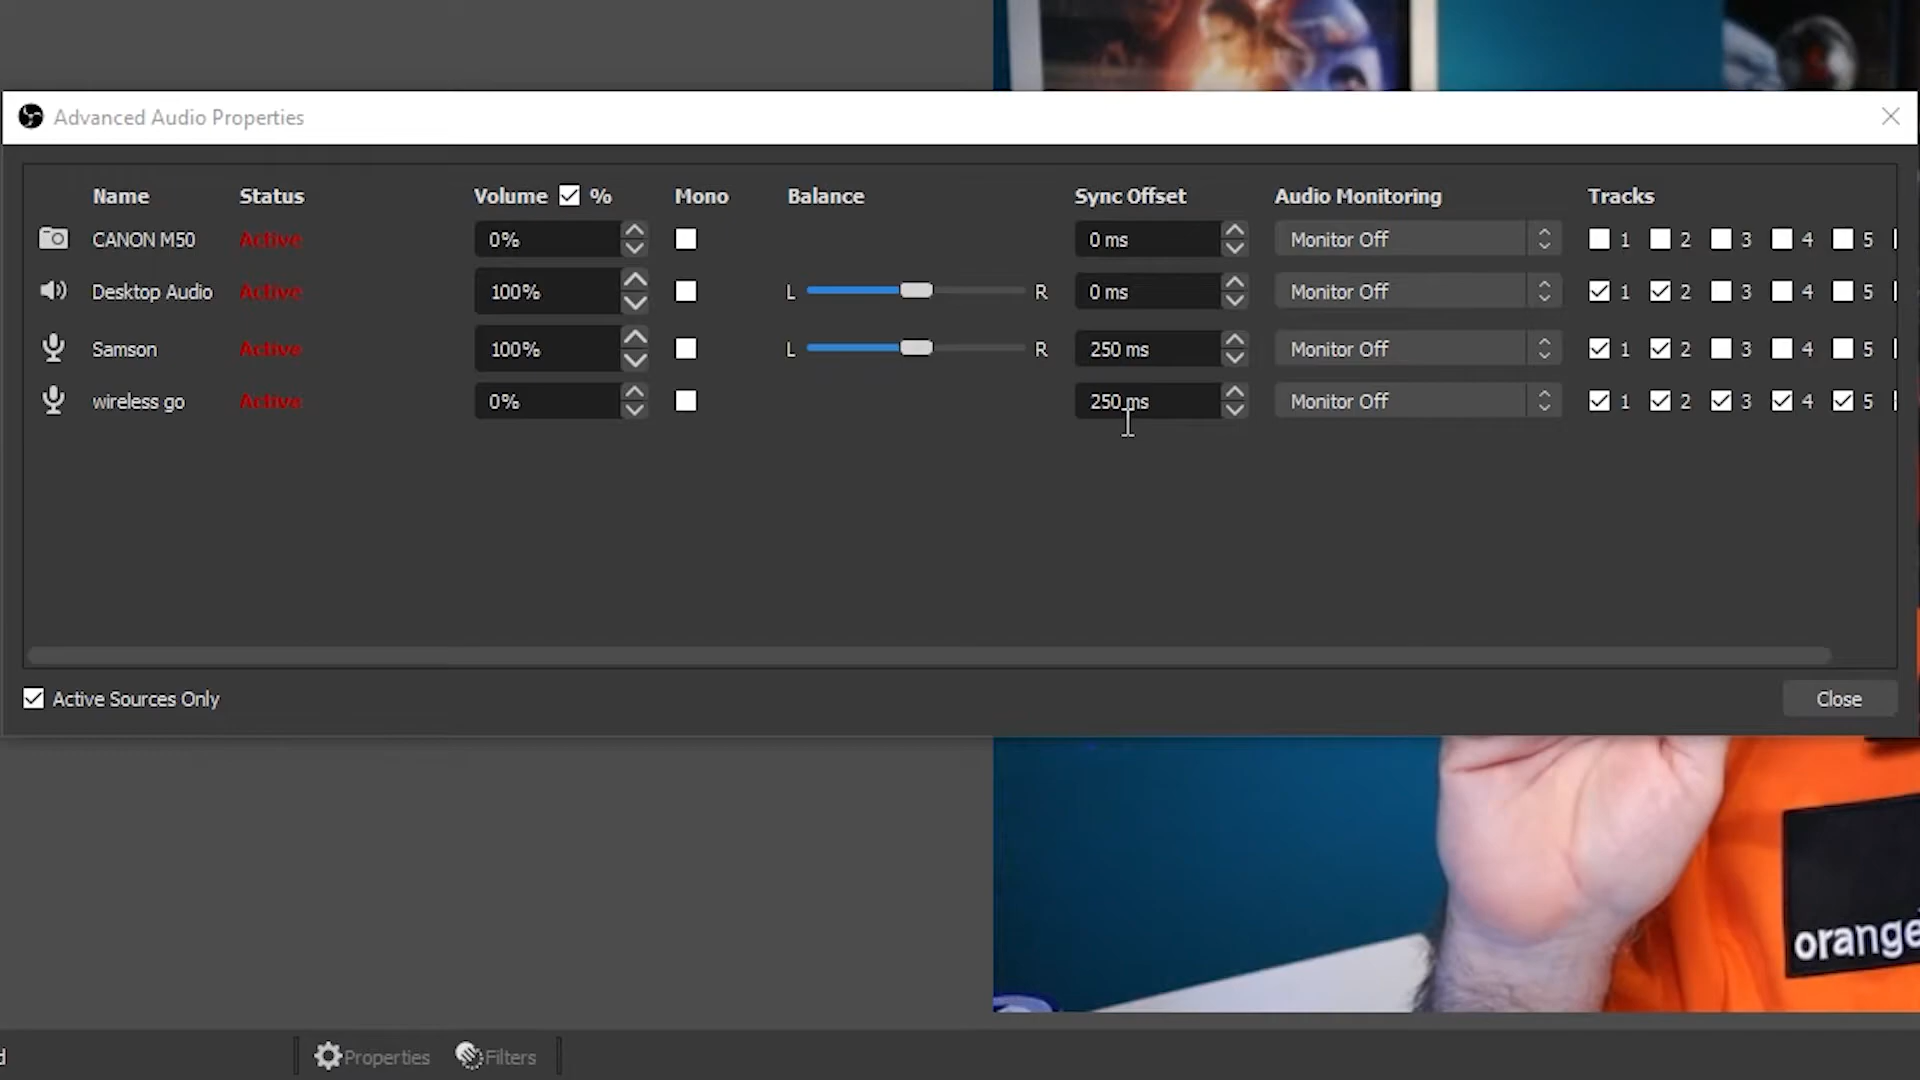 Advanced Audio Properties
Name Status Volume % Mono Balance Sync Offset Audio Monitoring Tracks
CANON M50 Active 0% 0 ms Monitor Off 1 2 3 4 5
Desktop Audio Active 100% L R 0 ms Monitor Off 1 2 3 4 5
Samson Active 100% L R 250 ms Monitor Off 1 2 3 4 5
wireless go Active 0% 250 ms Monitor Off 1 2 3 4 5
Active Sources Only Close
orange
d Properties Filters